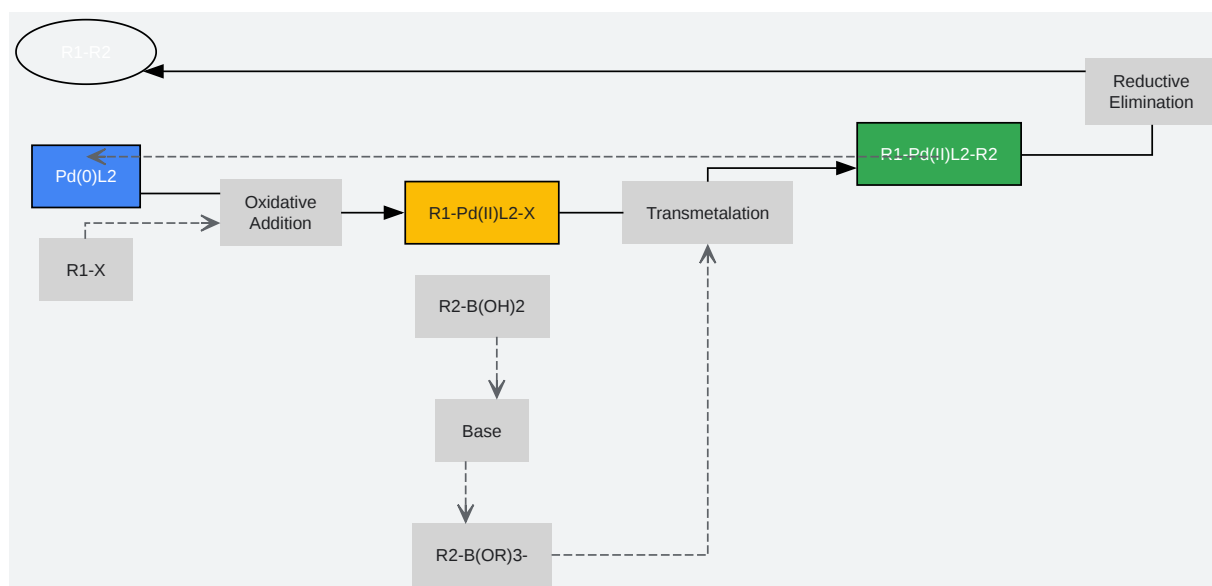 R1-R2
Reductive
Elimination
R1-Pd(II)L2-R2
Pd(0)L2
Oxidative
Addition
R1-Pd(II)L2-X
Transmetalation
R1-X
R2-B(OH)2
Base
R2-B(OR)3-